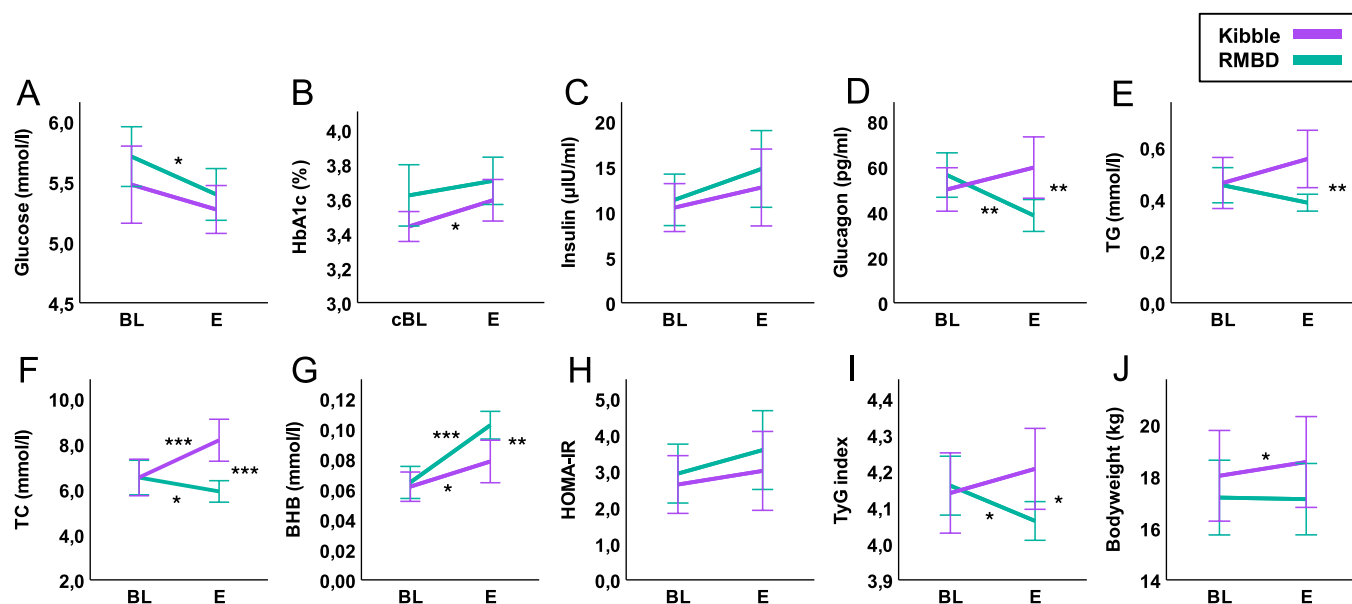 Kibble
RMBD
A
Glucose (mmol/l)
6,0
5,5
5,0
4,5
*
BL E
B
HbA1c (%)
4,0
3,8
3,6
3,4
3,2
3,0
*
cBL E
C
Insulin (µIU/ml)
20
15
10
5
0
BL E
D
Glucagon (pg/ml)
80
60
40
20
0
**
**
BL E
E
TG (mmol/l)
0,6
0,4
0,2
0,0
**
BL E
F
TC (mmol/l)
10,0
8,0
6,0
4,0
2,0
***
***
*
BL E
G
BHB (mmol/l)
0,12
0,10
0,08
0,06
0,04
0,02
0,00
***
**
*
BL E
H
HOMA-IR
5,0
4,0
3,0
2,0
1,0
0,0
BL E
I
TyG index
4,4
4,3
4,2
4,1
4,0
3,9
*
*
BL E
J
Bodyweight (kg)
20
18
16
14
*
BL E